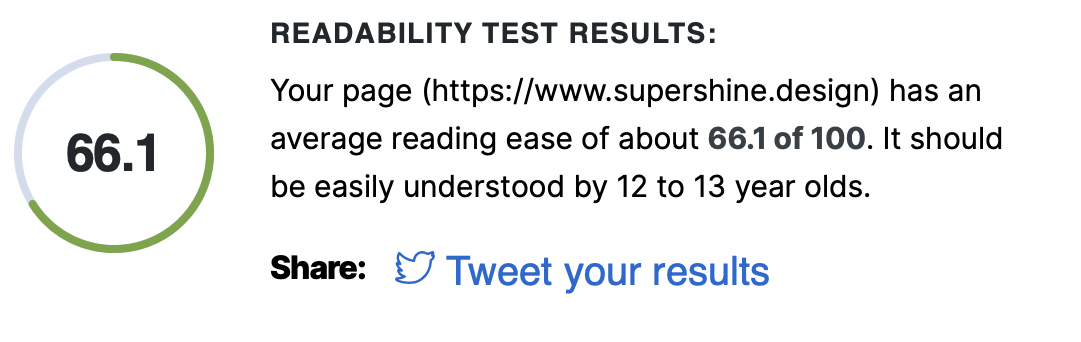 READABILITY TEST RESULTS:
66.1
Your page (https://www.supershine.design) has an
average reading ease of about 66.1 of 100. It should
be easily understood by 12 to 13 year olds.
Share: Tweet your results